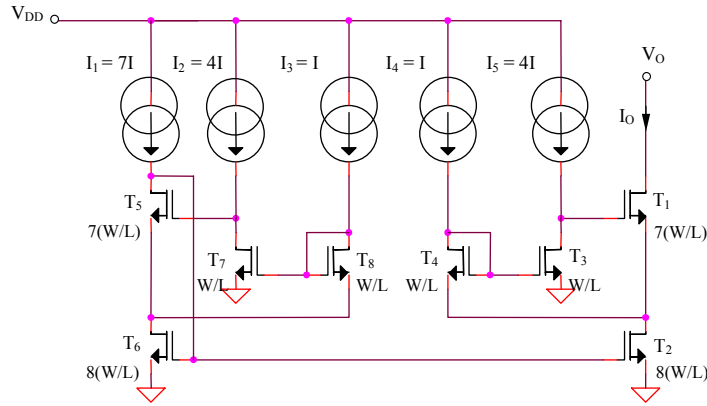 V_DD
I₁ = 7I
I₂ = 4I
I₃ = I
I₄ = I
I₅ = 4I
V_O
I_O
T₅
T₁
7(W/L)
7(W/L)
T₇
T₈
T₄
T₃
W/L
W/L
W/L
W/L
T₆
T₂
8(W/L)
8(W/L)